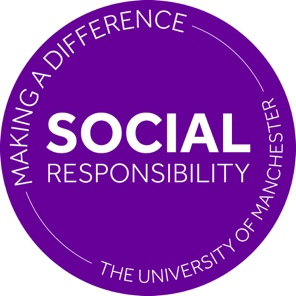 MAKING A DIFFERENCE
SOCIAL
RESPONSIBILITY
THE UNIVERSITY OF MANCHESTER